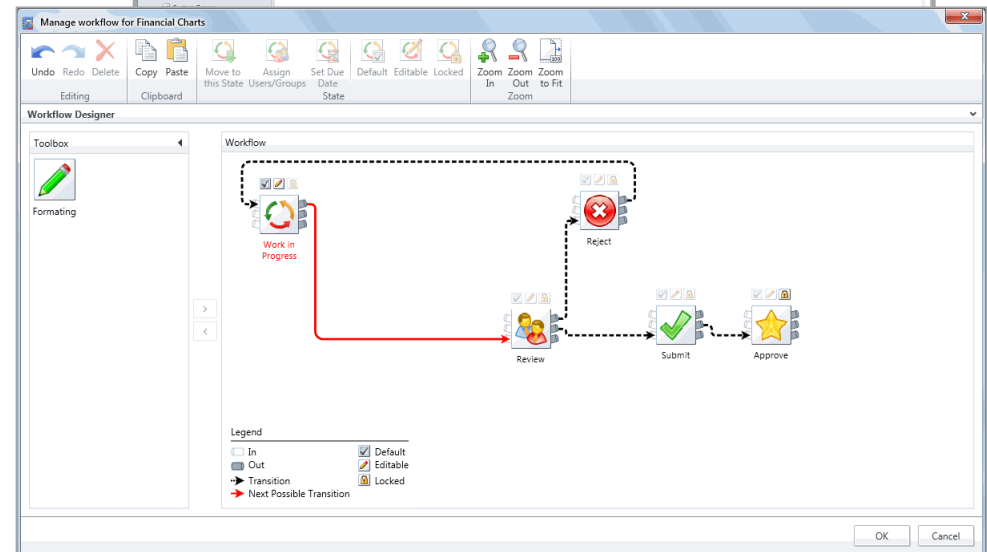 Manage workflow for Financial Charts
Undo Redo Delete Copy Paste Move to this State Assign Users/Groups Set Due Date Default Editable Locked Zoom In Zoom Out Zoom to Fit
Editing Clipboard State Zoom
Workflow Designer
Toolbox
Workflow
Formating
Work in
Progress
Reject
Review
Submit
Approve
Legend
In
Default
Out
Editable
Transition
Locked
Next Possible Transition
OK Cancel